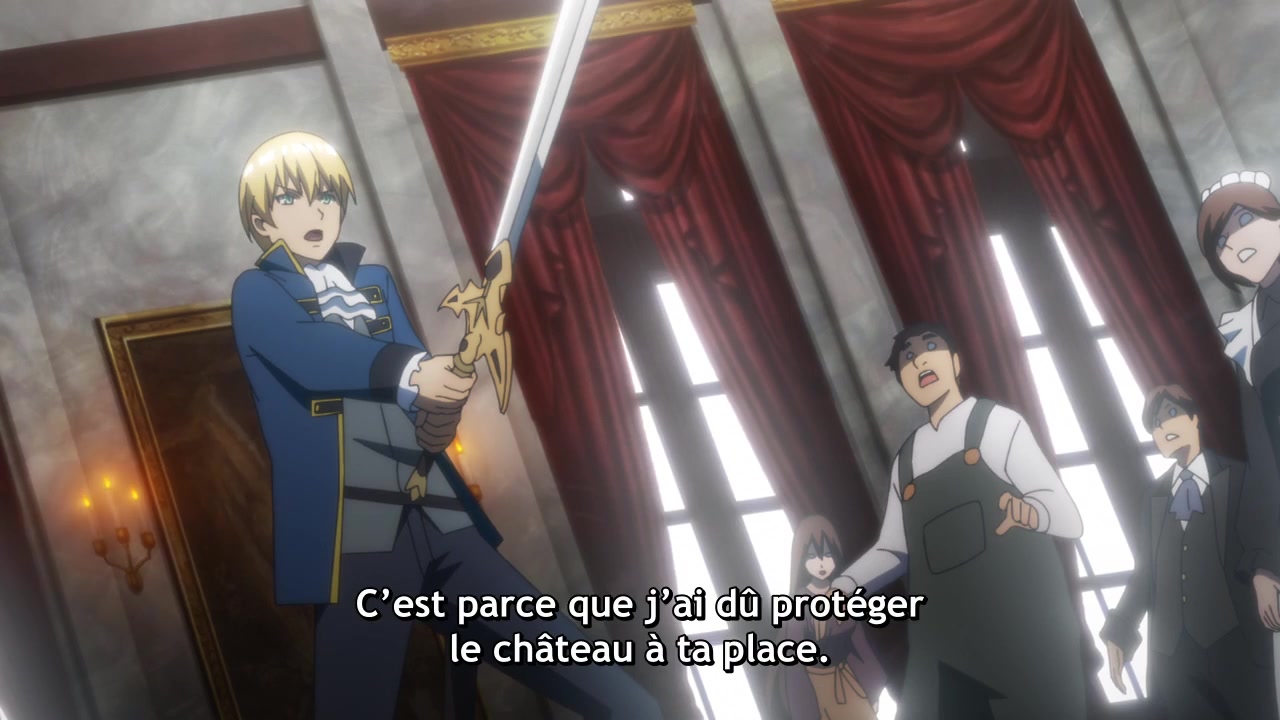 C’est parce que j’ai dû protéger
le château à ta place.